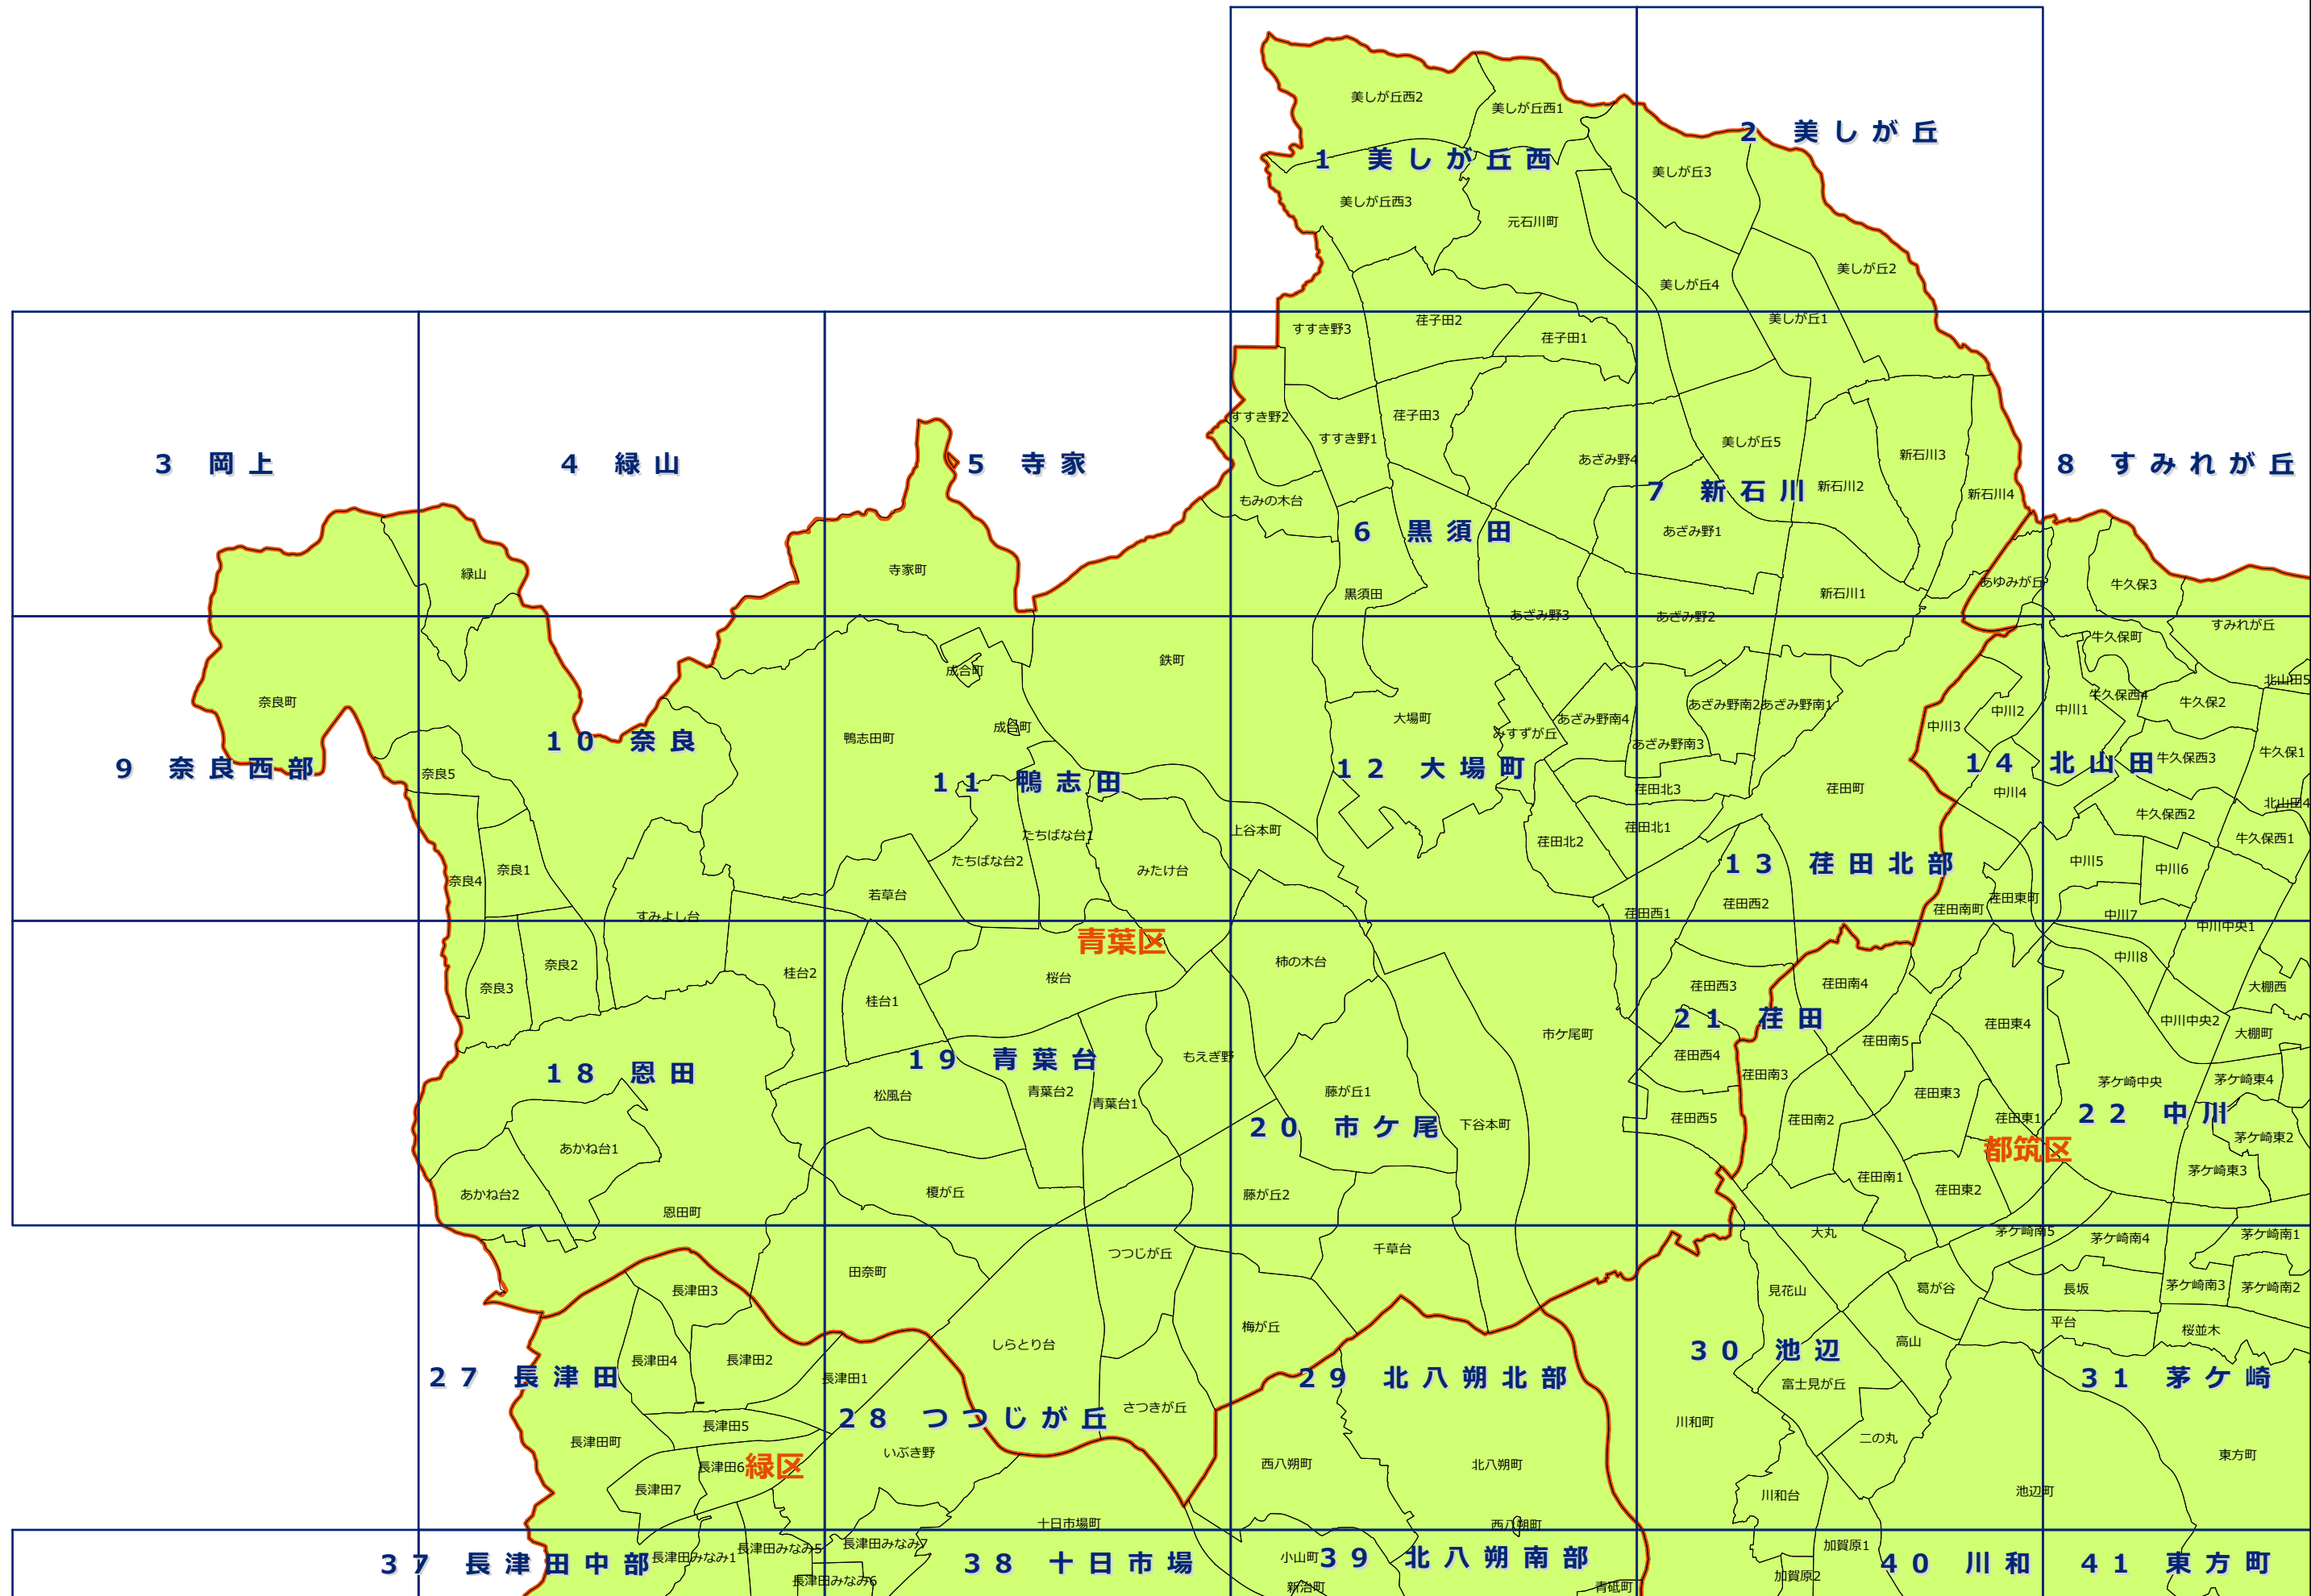 美しが丘西2
美しが丘西1
2 美しが丘
1 美しが丘西
美しが丘3
美しが丘西3
元石川町
美しが丘2
美しが丘4
すすき野3
荏子田2
美しが丘1
荏子田1
すすき野2
荏子田3
すすき野1
美しが丘5
新石川3
あざみ野4
3 岡上
4 緑山
5 寺家
8 すみれが丘
7 新石川
新石川2
新石川4
もみの木台
6 黒須田
あざみ野1
緑山
寺家町
あゆみが丘
牛久保3
黒須田
新石川1
あざみ野3
あざみ野2
すみれが丘
牛久保町
成合町
鉄町
北山田5
奈良町
牛久保西4
牛久保2
あざみ野南2
あざみ野南1
中川2
中川1
大場町
あざみ野南4
中川3
成合町
みすずが丘
鴨志田町
10 奈良
あざみ野南3
牛久保1
牛久保西3
14 北山田
9 奈良西部
12 大場町
奈良5
11 鴨志田
荏田北3
荏田町
中川4
北山田4
牛久保西2
上谷本町
荏田北1
たちばな台1
牛久保西1
荏田北2
たちばな台2
中川5
13 荏田北部
奈良1
みたけ台
中川6
奈良4
若草台
荏田東町
荏田西2
荏田南町
荏田西1
すみよし台
中川7
中川中央1
青葉区
中川8
奈良2
柿の木台
桂台2
桜台
荏田南4
荏田西3
奈良3
大棚西
桂台1
21 荏田
中川中央2
荏田東4
市ケ尾町
大棚町
荏田南5
もえぎ野
荏田西4
19 青葉台
18 恩田
荏田南3
茅ケ崎東4
茅ケ崎中央
藤が丘1
青葉台2
荏田東3
松風台
青葉台1
22 中川
荏田西5
荏田東1
荏田南2
下谷本町
20 市ケ尾
茅ケ崎東2
あかね台1
都筑区
茅ケ崎東3
荏田南1
荏田東2
あかね台2
榎が丘
藤が丘2
恩田町
茅ケ崎南5
大丸
茅ケ崎南1
茅ケ崎南4
千草台
つつじが丘
田奈町
茅ケ崎南3
茅ケ崎南2
長坂
葛が谷
見花山
長津田3
平台
梅が丘
桜並木
高山
しらとり台
30 池辺
長津田4
長津田2
27 長津田
長津田1
29 北八朔北部
31 茅ケ崎
富士見が丘
さつきが丘
28 つつじが丘
川和町
長津田5
二の丸
長津田町
いぶき野
東方町
西八朔町
北八朔町
緑区
長津田6
長津田7
池辺町
川和台
十日市場町
西八朔町
長津田みなみ7
加賀原1
長津田みなみ5
長津田みなみ1
小山町
39 北八朔南部
37 長津田中部
38 十日市場
40 川和
41 東方町
加賀原2
長津田みなみ6
新治町
青砥町